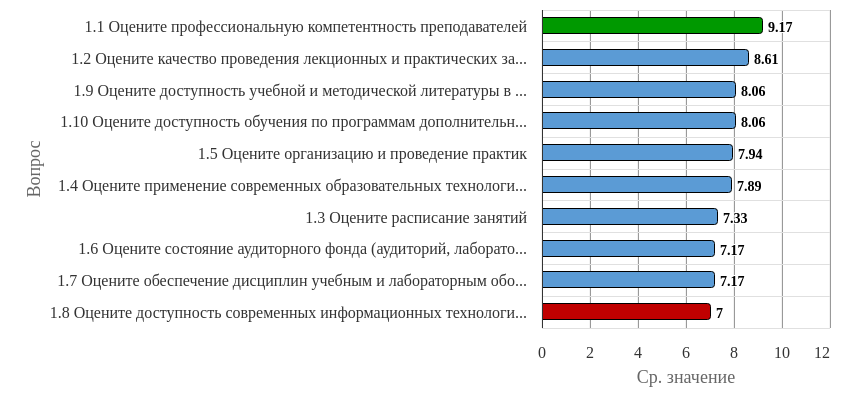 1.1 Оцените профессиональную компетентность преподавателей 9.17
1.2 Оцените качество проведения лекционных и практических за... 8.61
1.9 Оцените доступность учебной и методической литературы в ... 8.06
1.10 Оцените доступность обучения по программам дополнительн... 8.06
1.5 Оцените организацию и проведение практик 7.94
1.4 Оцените применение современных образовательных технологи... 7.89
1.3 Оцените расписание занятий 7.33
1.6 Оцените состояние аудиторного фонда (аудиторий, лаборато... 7.17
1.7 Оцените обеспечение дисциплин учебным и лабораторным обо... 7.17
1.8 Оцените доступность современных информационных технологи... 7
Вопрос
0 2 4 6 8 10 12
Ср. значение